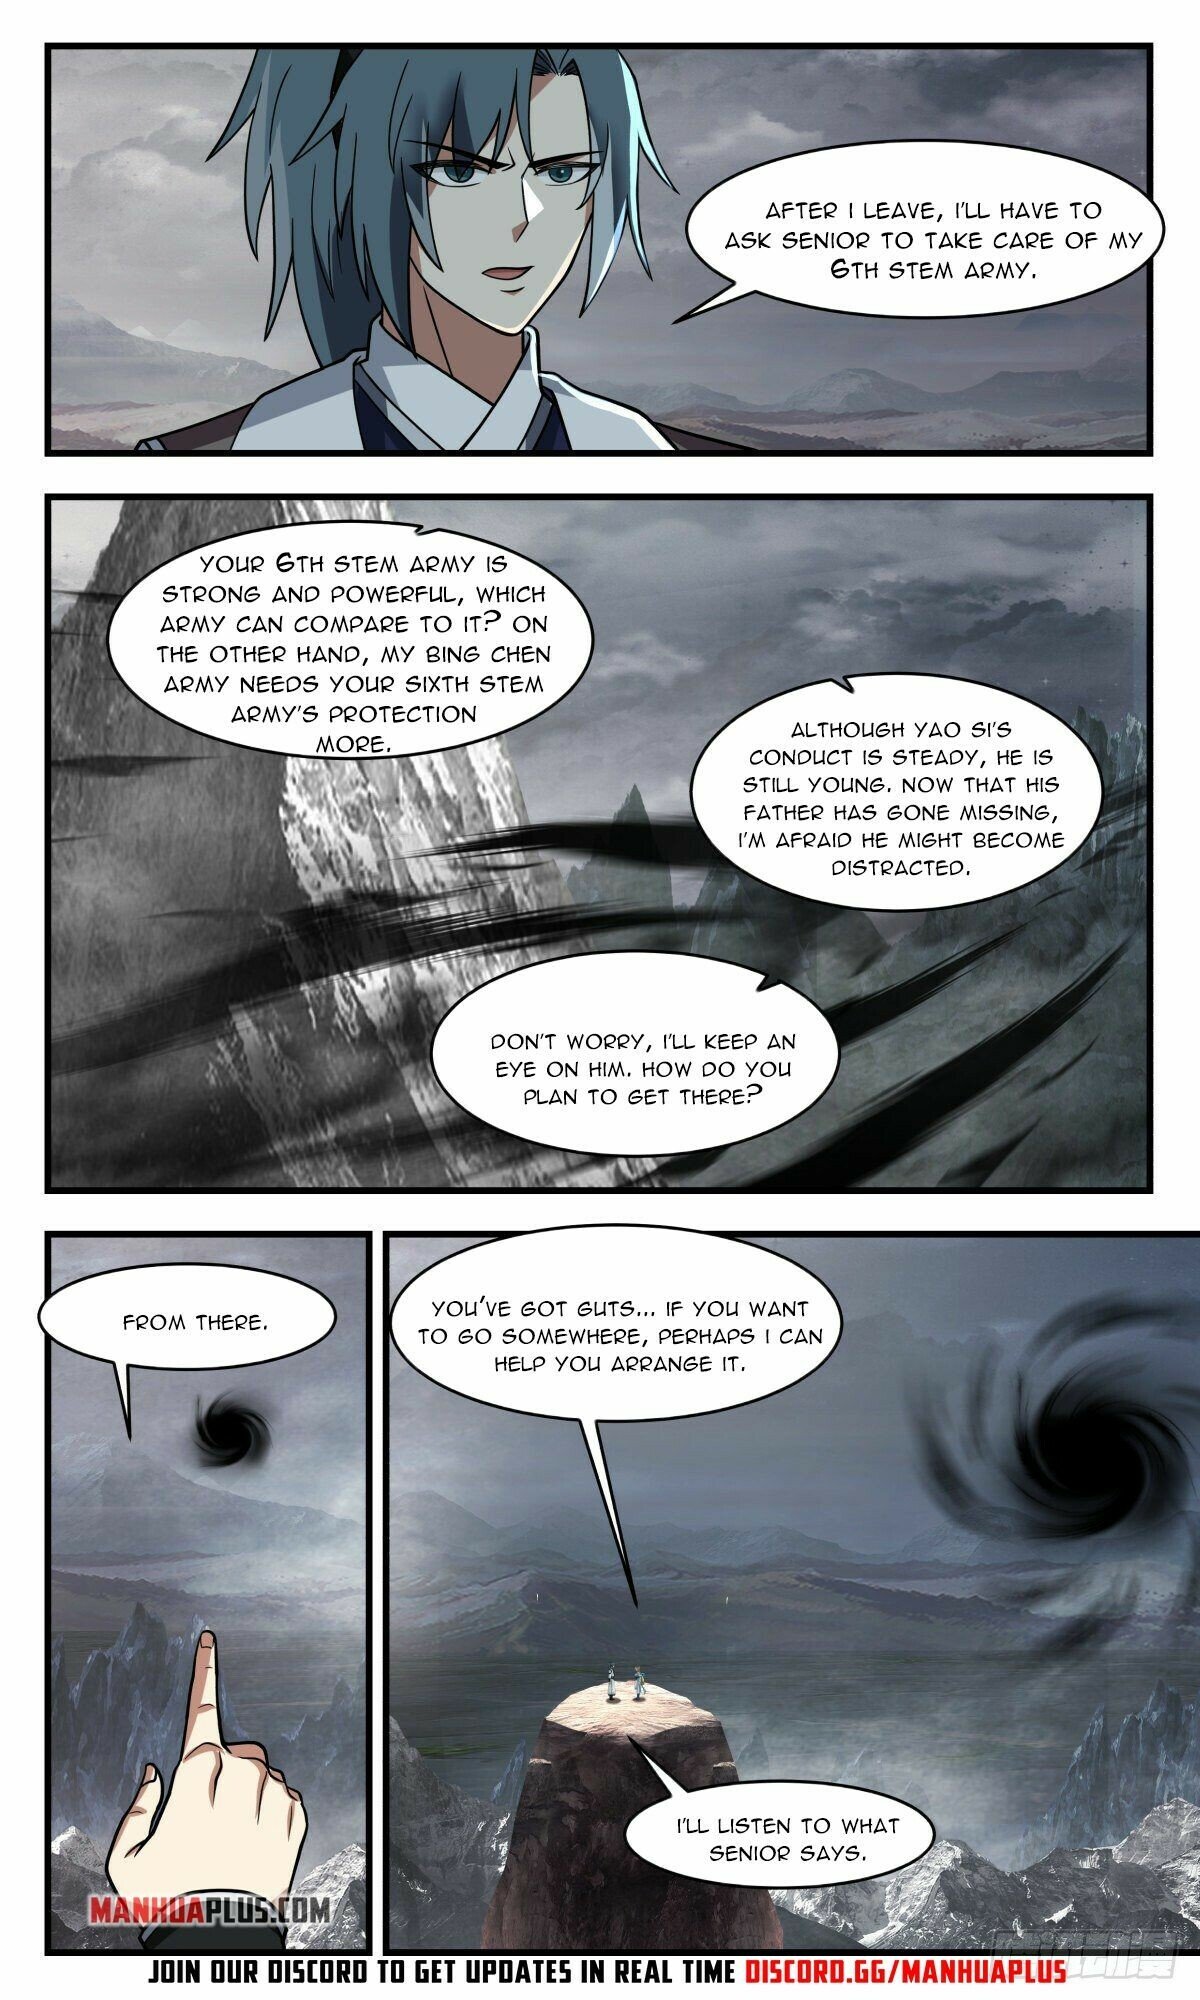 AFTER I LEAVE, I'LL HAVE TO
ASK SENIOR TO TAKE CARE OF MY
6TH STEM ARMY.
YOUR 6TH STEM ARMY IS
STRONG AND POWERFUL, WHICH
ARMY CAN COMPARE TO IT? ON
THE OTHER HAND, MY BING CHEN
ARMY NEEDS YOUR SIXTH STEM
ARMY'S PROTECTION
MORE.
ALTHOUGH YAO SI'S
CONDUCT IS STEADY, HE IS
STILL YOUNG. NOW THAT HIS
FATHER HAS GONE MISSING,
I'M AFRAID HE MIGHT BECOME
DISTRACTED.
DON'T WORRY, I'LL KEEP AN
EYE ON HIM. HOW DO YOU
PLAN TO GET THERE?
FROM THERE.
YOU'VE GOT GUTS... IF YOU WANT
TO GO SOMEWHERE, PERHAPS I CAN
HELP YOU ARRANGE IT.
I'LL LISTEN TO WHAT
SENIOR SAYS.
MANHUAPLUS.COM
JOIN OUR DISCORD TO GET UPDATES IN REAL TIME DISCORD.GG/MANHUAPLUS